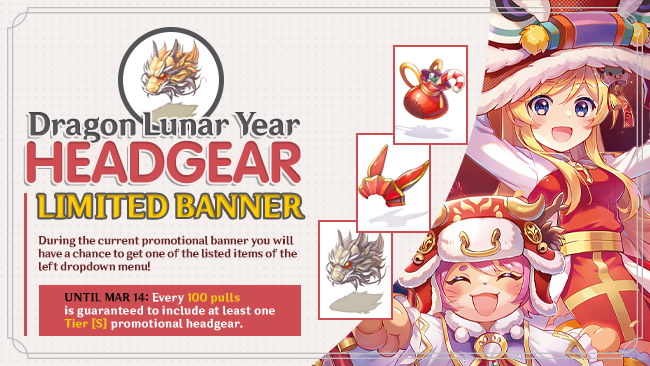 Dragon Lunar Year
HEADGEAR
LIMITED BANNER
During the current promotional banner you will
have a chance to get one of the listed items of the
left dropdown menu!
UNTIL MAR 14: Every 100 pulls
is guaranteed to include at least one
Tier [S] promotional headgear.